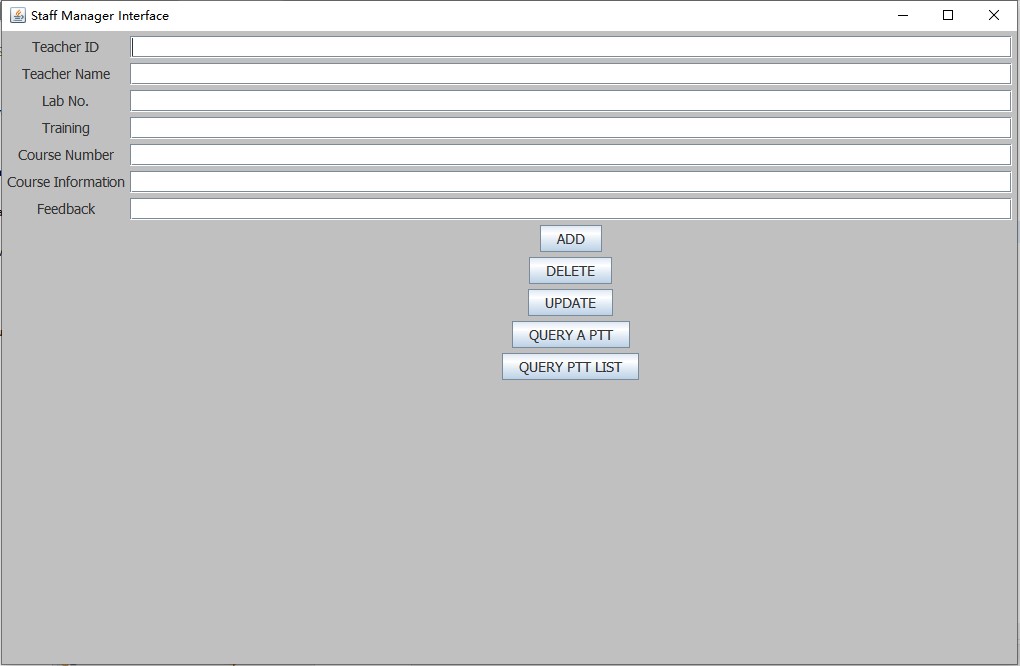 Staff Manager Interface
Teacher ID
Teacher Name
Lab No.
Training
Course Number
Course Information
Feedback
ADD
DELETE
UPDATE
QUERY A PTT
QUERY PTT LIST